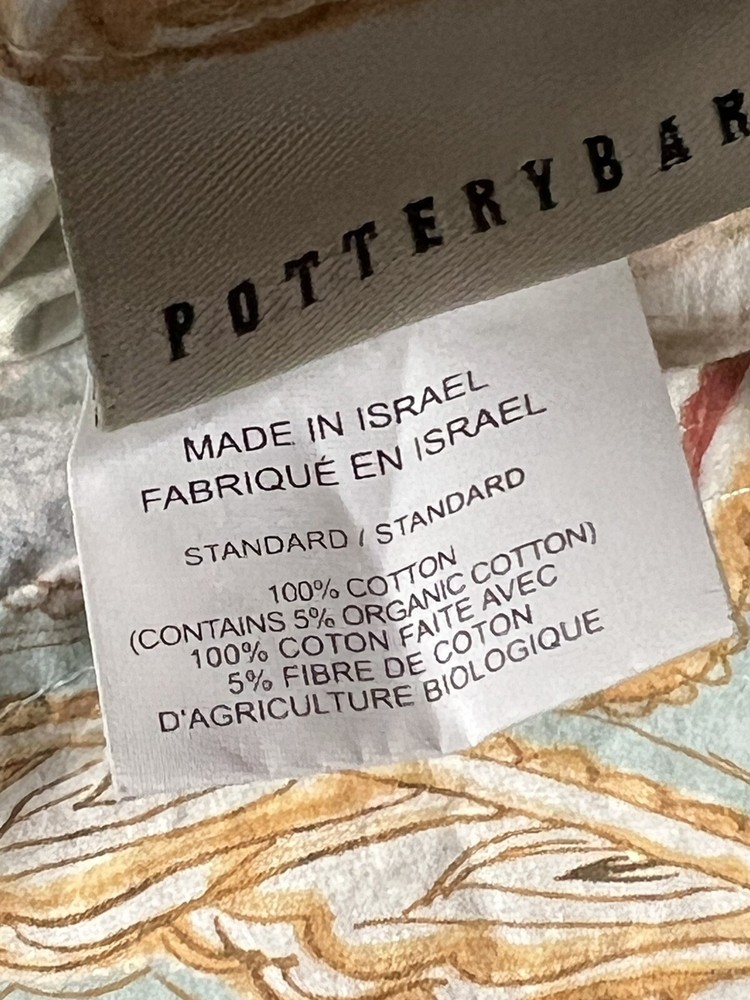 POTTERYBAR
MADE IN ISRAEL
FABRIQUÉ EN ISRAEL
STANDARD / STANDARD
100% COTTON
(CONTAINS 5% ORGANIC COTTON)
100% COTON FAITE AVEC
5% FIBRE DE COTON
D'AGRICULTURE BIOLOGIQUE